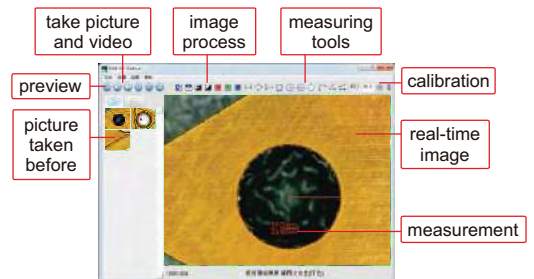 take picture
and video
image
process
measuring
tools
preview
calibration
picture
taken
before
real-time
image
measurement